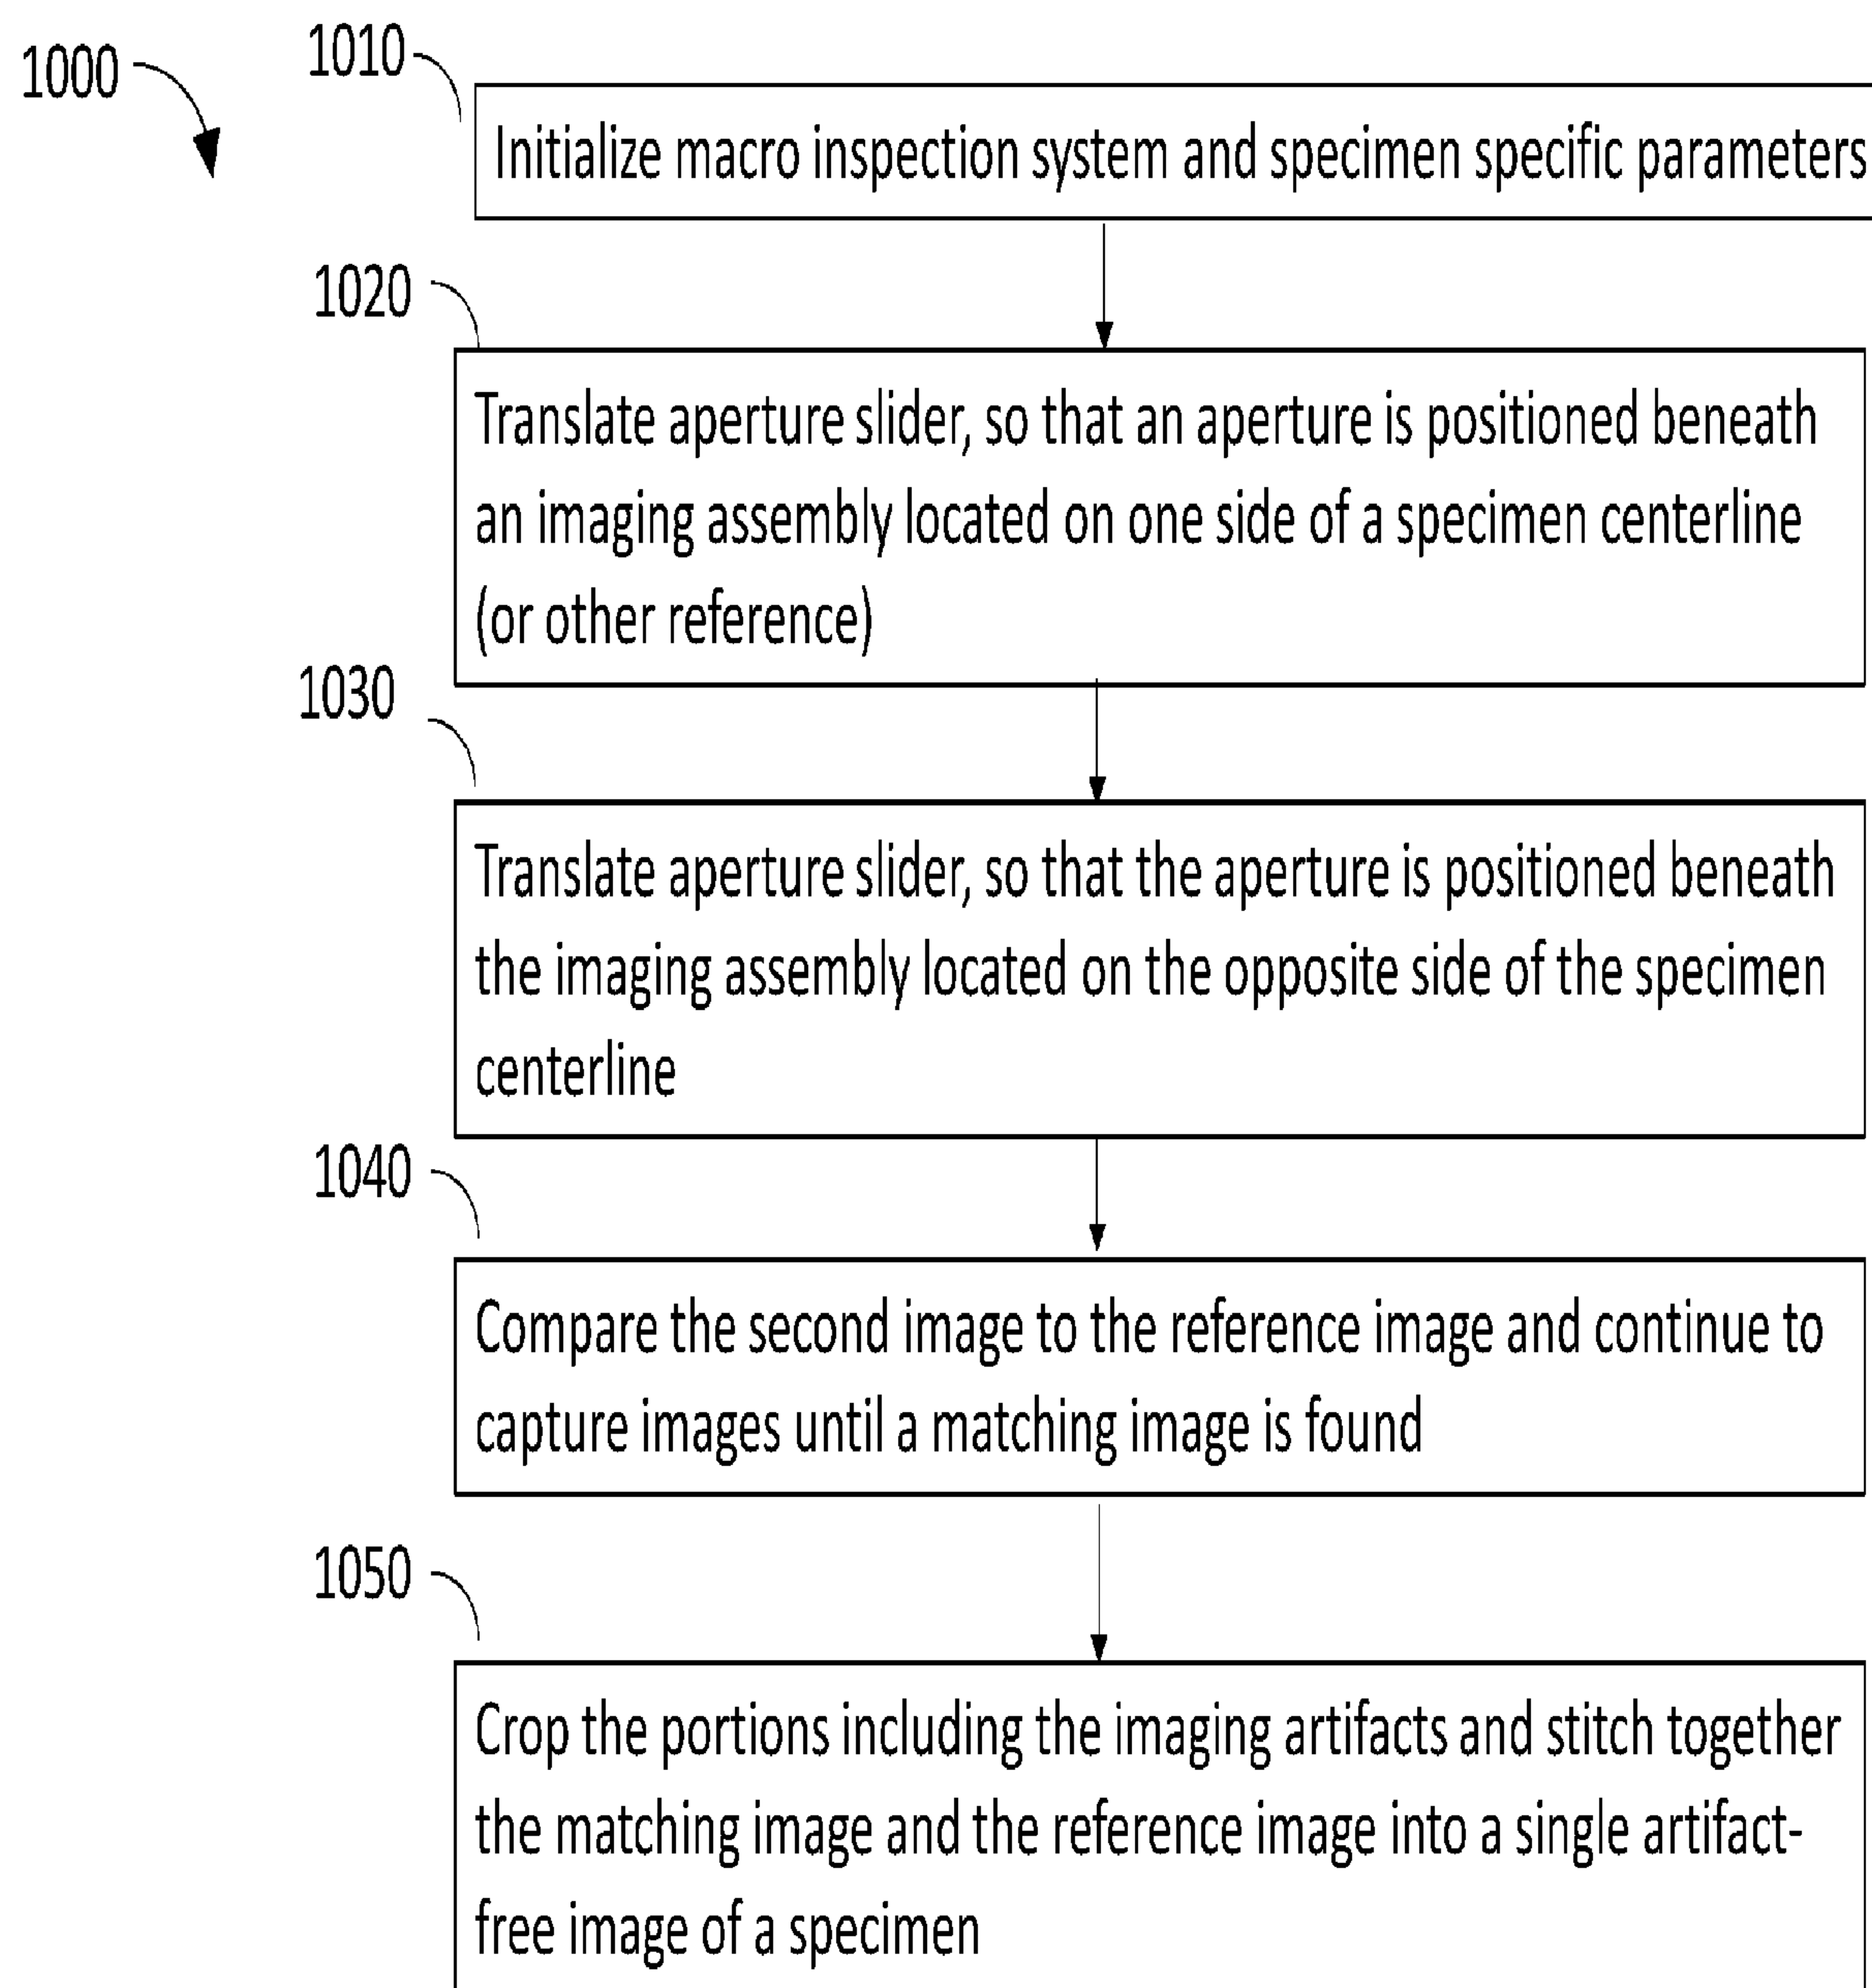 1000
1010
Initialize macro inspection system and specimen specific parameters
1020
Translate aperture slider, so that an aperture is positioned beneath
an imaging assembly located on one side of a specimen centerline
(or other reference)
1030
Translate aperture slider, so that the aperture is positioned beneath
the imaging assembly located on the opposite side of the specimen
centerline
1040
Compare the second image to the reference image and continue to
capture images until a matching image is found
1050
Crop the portions including the imaging artifacts and stitch together
the matching image and the reference image into a single artifact-
free image of a specimen